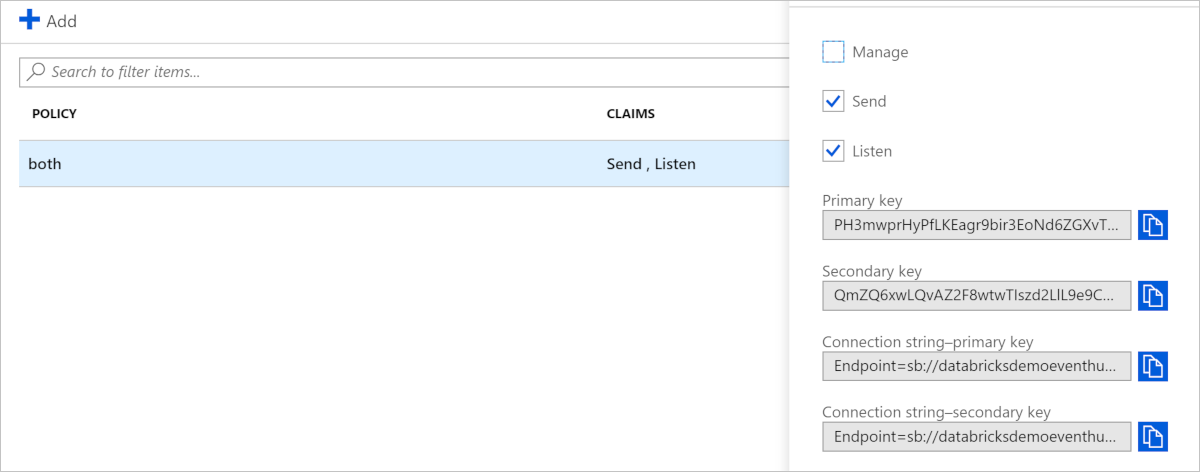 Add
Search to filter items...
POLICY CLAIMS
both Send , Listen
Manage
Send
Listen
Primary key
PH3mwprHyPfLKEagr9bir3EoNd6ZGXvT...
Secondary key
QmZQ6xwLQvAZ2F8wtwTIszd2LlL9e9C...
Connection string–primary key
Endpoint=sb://databricksdemoeventhu...
Connection string–secondary key
Endpoint=sb://databricksdemoeventhu...